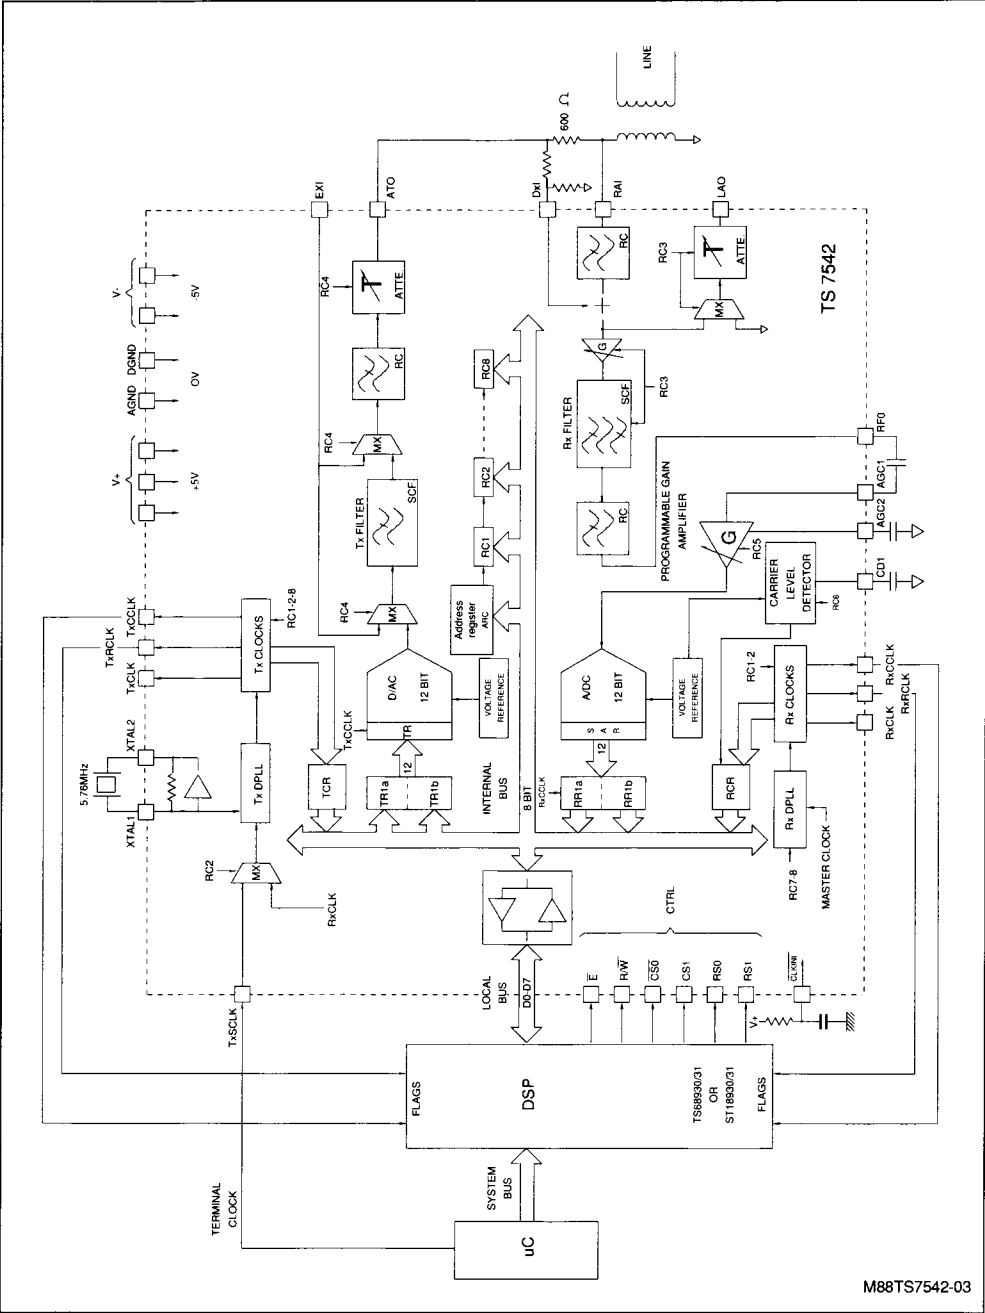 LINE
600 Ω
EXI
ATO
DxI
RAI
LAO
V-
-5V
DGND
AGND
0V
V+
+5V
RC4
T
ATTE.
RC
RC3
T
ATTE.
MX
TS 7542
RC
RC4
MX
RC8
G
SCF
Rx FILTER
RC3
RF0
SCF
Tx FILTER
RC2
RC1
RC
PROGRAMMABLE GAIN
AMPLIFIER
AGC1
AGC2
G
RC5
RC4
MX
Address
register
ARC
CARRIER
LEVEL
DETECTOR
RC6
CD1
TxCCLK
TxRCLK
TxCLK
Tx CLOCKS
RC1-2-8
D/AC
12 BIT
TR
TxCCLK
VOLTAGE
REFERENCE
A/DC
12 BIT
S A R
VOLTAGE
REFERENCE
RC1-2
Rx CLOCKS
RxCCLK
RxRCLK
RxCLK
XTAL2
XTAL1
5.76MHz
Tx DPLL
TCR
12
TR1a
TR1b
INTERNAL
BUS
8 BIT
12
RxCCLK
RR1a
RR1b
RCR
Rx DPLL
RC7-8
MASTER CLOCK
RC2
MX
RxCLK
CTRL
TxSCLK
LOCAL
BUS
D0-D7
E
R/W
CS0
CS1
RS0
RS1
CLKINI
V+
FLAGS
DSP
TS68930/31
OR
ST18930/31
FLAGS
TERMINAL
CLOCK
SYSTEM
BUS
uC
M88TS7542-03